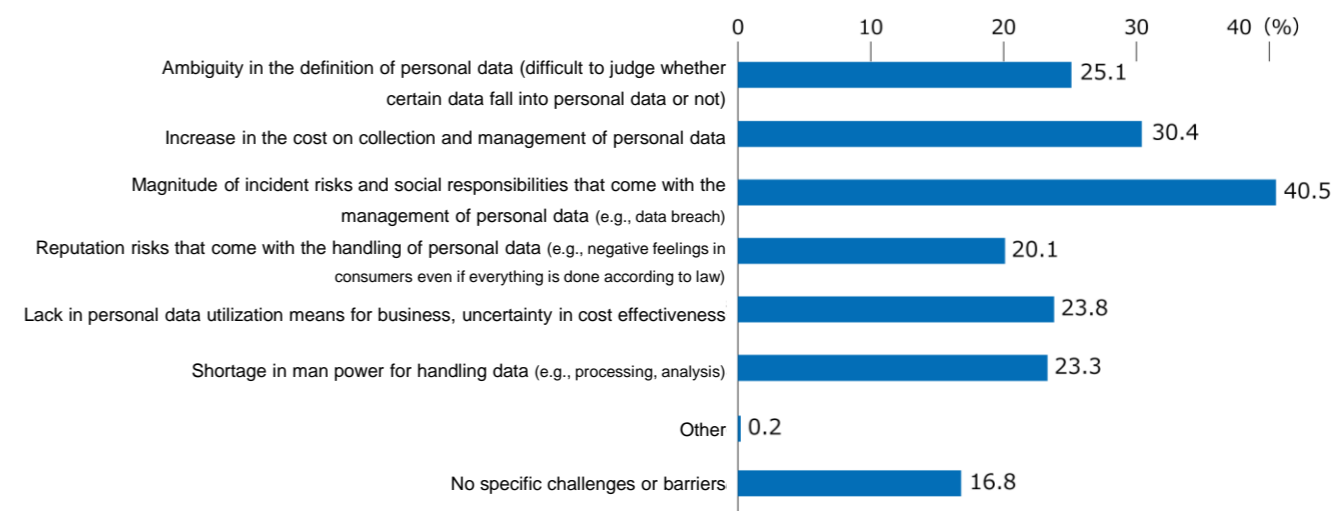 0 10 20 30 40 (%)
Ambiguity in the definition of personal data (difficult to judge whether
certain data fall into personal data or not)
25.1
Increase in the cost on collection and management of personal data
30.4
Magnitude of incident risks and social responsibilities that come with the
management of personal data (e.g., data breach)
40.5
Reputation risks that come with the handling of personal data (e.g., negative feelings in
consumers even if everything is done according to law)
20.1
Lack in personal data utilization means for business, uncertainty in cost effectiveness
23.8
Shortage in man power for handling data (e.g., processing, analysis)
23.3
Other
0.2
No specific challenges or barriers
16.8